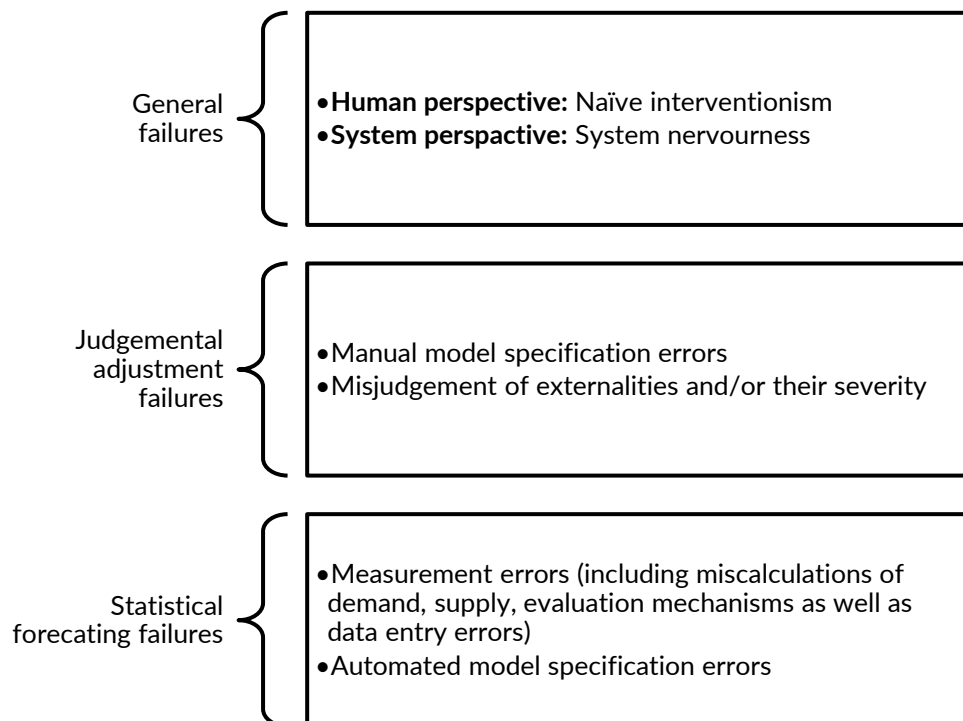 General
failures
•Human perspective: Naïve interventionism
•System perspactive: System nervourness
Judgemental
adjustment
failures
•Manual model specification errors
•Misjudgement of externalities and/or their severity
Statistical
forecating failures
•Measurement errors (including miscalculations of
demand, supply, evaluation mechanisms as well as
data entry errors)
•Automated model specification errors